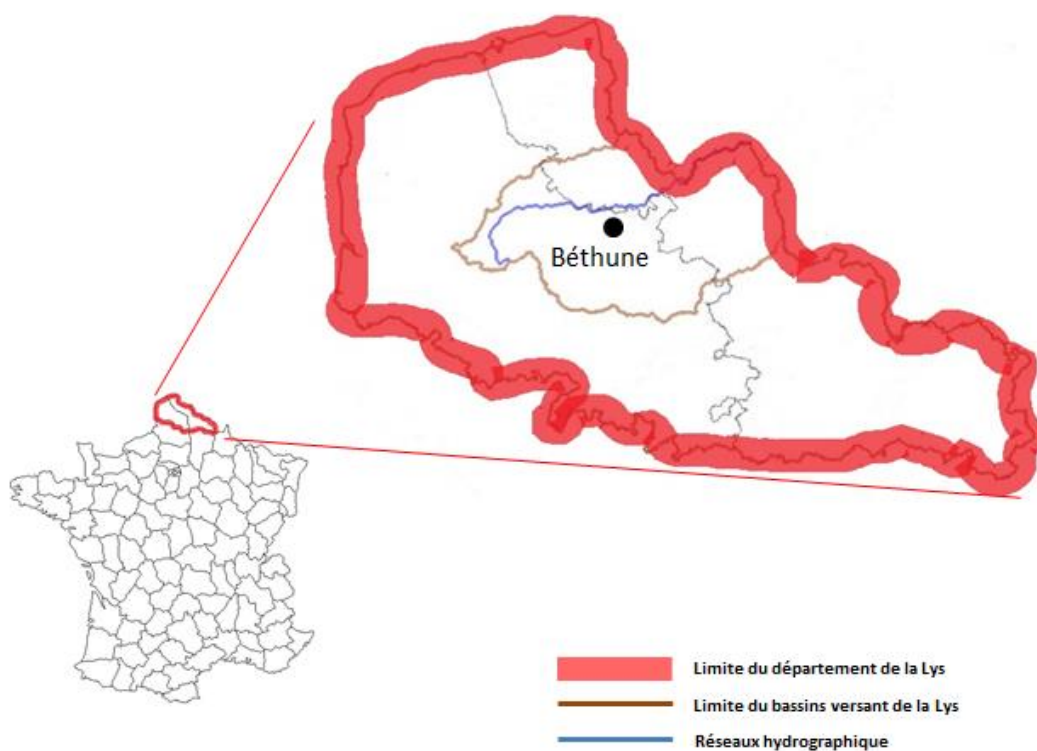 Béthune
Limite du département de la Lys
Limite du bassins versant de la Lys
Réseaux hydrographique